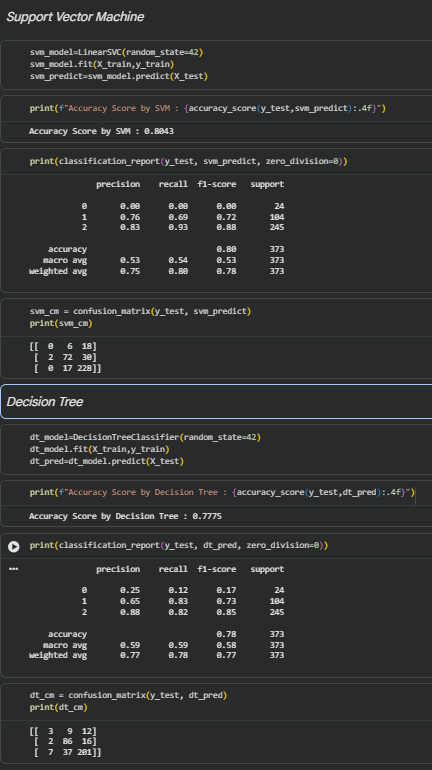 Support Vector Machine
svm_model=LinearSVC(random_state=42)
svm_model.fit(X_train,y_train)
svm_predict=svm_model.predict(X_test)
print(f"Accuracy Score by SVM : {accuracy_score(y_test,svm_predict):.4f}")
Accuracy Score by SVM : 0.8043
print(classification_report(y_test, svm_predict, zero_division=0))
precision recall f1-score support
0 0.00 0.00 0.00 24
1 0.76 0.69 0.72 104
2 0.83 0.93 0.88 245
accuracy 0.80 373
macro avg 0.53 0.54 0.53 373
weighted avg 0.75 0.80 0.78 373
svm_cm = confusion_matrix(y_test, svm_predict)
print(svm_cm)
[[ 0 6 18]
[ 2 72 30]
[ 0 17 228]]
Decision Tree
dt_model=DecisionTreeClassifier(random_state=42)
dt_model.fit(X_train,y_train)
dt_pred=dt_model.predict(X_test)
print(f"Accuracy Score by Decision Tree : {accuracy_score(y_test,dt_pred):.4f}")
Accuracy Score by Decision Tree : 0.7775
print(classification_report(y_test, dt_pred, zero_division=0))
precision recall f1-score support
0 0.25 0.12 0.17 24
1 0.65 0.83 0.73 104
2 0.88 0.82 0.85 245
accuracy 0.78 373
macro avg 0.59 0.59 0.58 373
weighted avg 0.77 0.78 0.77 373
dt_cm = confusion_matrix(y_test, dt_pred)
print(dt_cm)
[[ 3 9 12]
[ 2 86 16]
[ 7 37 201]]